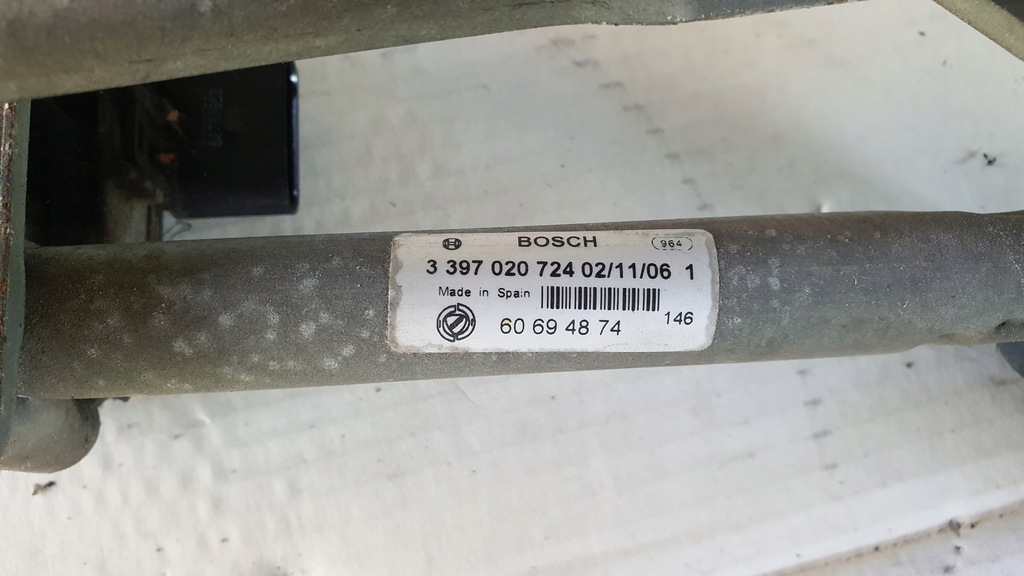 BOSCH 964
3 397 020 724 02/11/06 1
Made in Spain
60 69 48 74 146